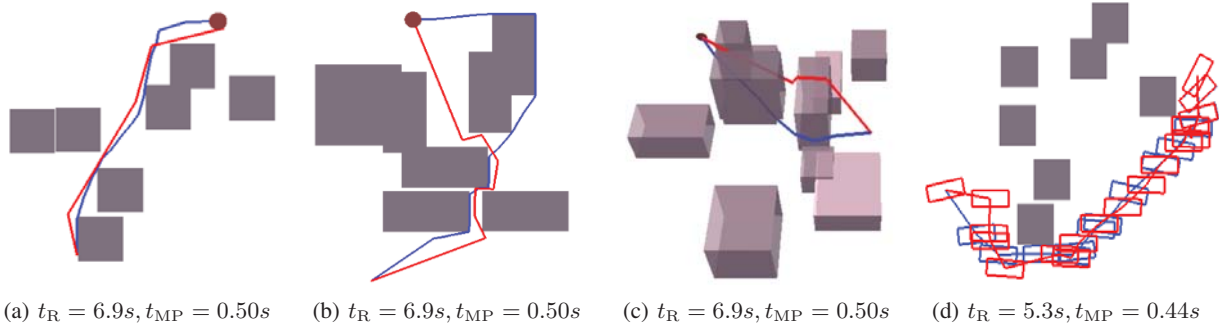 (a) t_R = 6.9s, t_MP = 0.50s
(b) t_R = 6.9s, t_MP = 0.50s
(c) t_R = 6.9s, t_MP = 0.50s
(d) t_R = 5.3s, t_MP = 0.44s